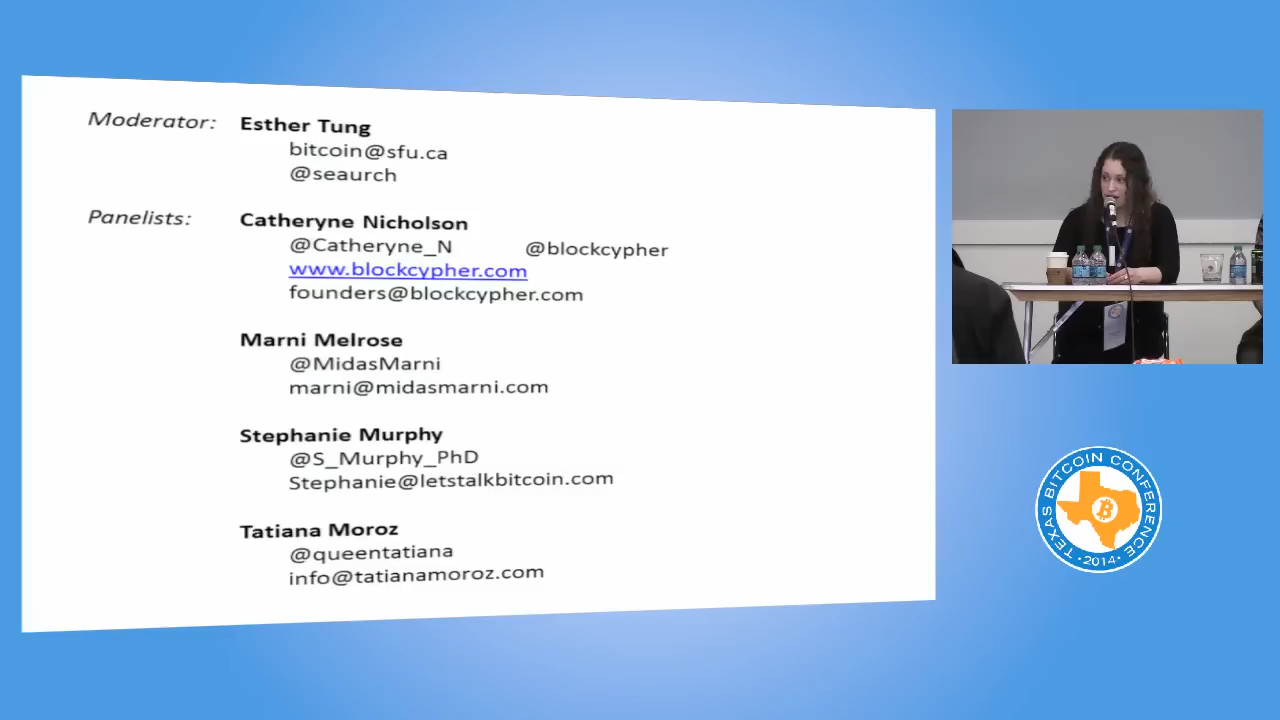 Moderator: Esther Tung
bitcoin@sfu.ca
@seaurch
Panelists: Catheryne Nicholson
@Catheryne_N @blockcypher
www.blockcypher.com
founders@blockcypher.com
Marni Melrose
@MidasMarni
marni@midasmarni.com
Stephanie Murphy
@S_Murphy_PhD
Stephanie@letstalkbitcoin.com
Tatiana Moroz
@queentatiana
info@tatianamoroz.com
TEXAS BITCOIN CONFERENCE
·2014·